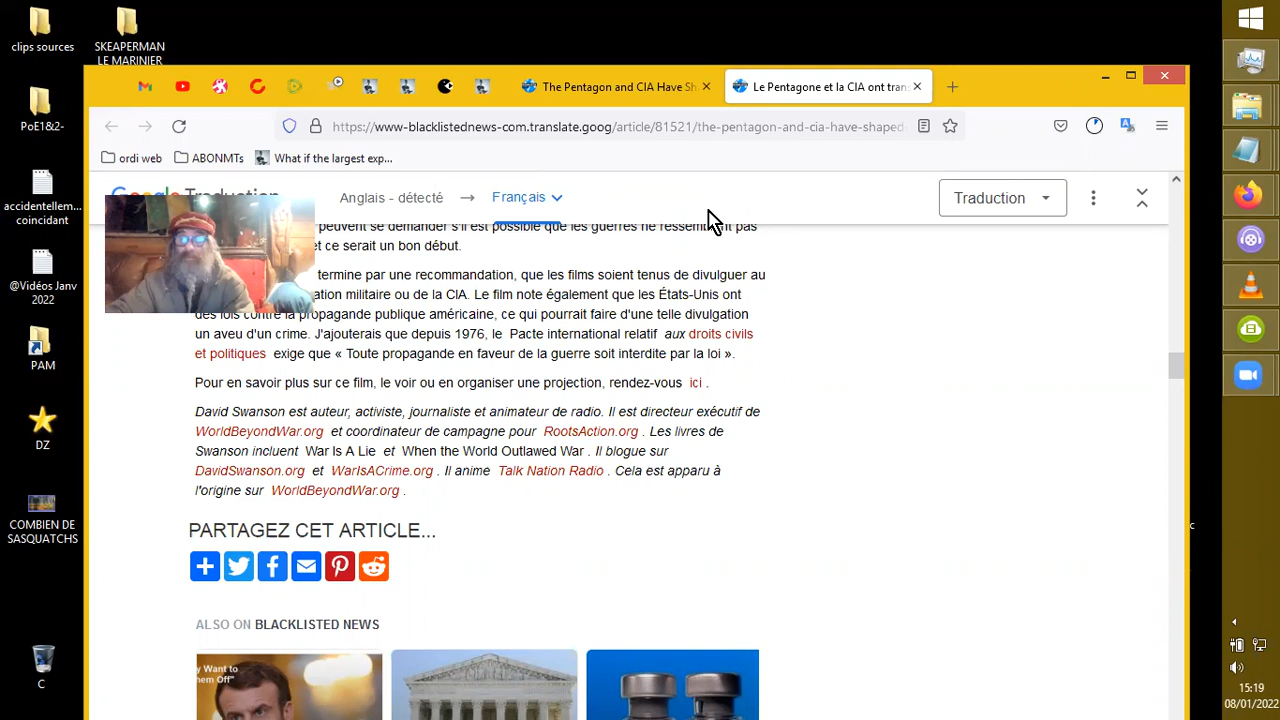 clips sources
SKEAPERMAN
LE MARINIER
PoE1&2-
accidentellem...
coincidant
@Vidéos Janv
2022
PAM
DZ
COMBIEN DE
SASQUATCHS
C
The Pentagon and CIA Have Sh
Le Pentagone et la CIA ont tran
https://www-blacklistednews-com.translate.goog/article/81521/the-pentagon-and-cia-have-shaped
ordi web
ABONMTs
What if the largest exp...
Google Traduction
Anglais - détecté
Français
Traduction
peuvent se demander s'il est possible que les guerres ne ressemblent pas
et ce serait un bon début.
termine par une recommandation, que les films soient tenus de divulguer au
ation militaire ou de la CIA. Le film note également que les États-Unis ont
des lois contre la propagande publique américaine, ce qui pourrait faire d'une telle divulgation
un aveu d'un crime. J'ajouterais que depuis 1976, le Pacte international relatif aux droits civils
et politiques exige que « Toute propagande en faveur de la guerre soit interdite par la loi ».
Pour en savoir plus sur ce film, le voir ou en organiser une projection, rendez-vous ici .
David Swanson est auteur, activiste, journaliste et animateur de radio. Il est directeur exécutif de
WorldBeyondWar.org et coordinateur de campagne pour RootsAction.org . Les livres de
Swanson incluent War Is A Lie et When the World Outlawed War . Il blogue sur
DavidSwanson.org et WarIsACrime.org . Il anime Talk Nation Radio . Cela est apparu à
l'origine sur WorldBeyondWar.org .
PARTAGEZ CET ARTICLE...
ALSO ON BLACKLISTED NEWS
y Want to
em Off"
15:19
08/01/2022